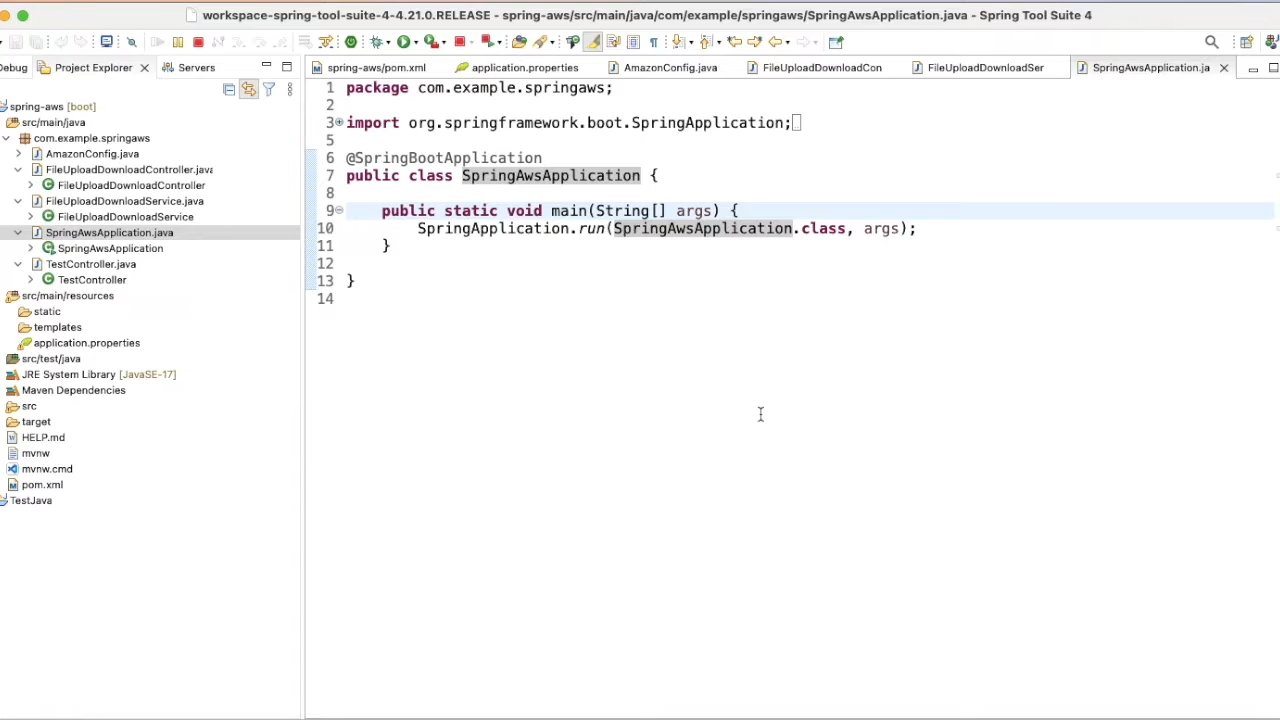 workspace-spring-tool-suite-4-4.21.0.RELEASE - spring-aws/src/main/java/com/example/springaws/SpringAwsApplication.java - Spring Tool Suite 4
Debug
Project Explorer
Servers
spring-aws/pom.xml
application.properties
AmazonConfig.java
FileUploadDownloadCon
FileUploadDownloadSer
SpringAwsApplication.ja
spring-aws [boot]
src/main/java
com.example.springaws
AmazonConfig.java
FileUploadDownloadController.java
FileUploadDownloadController
FileUploadDownloadService.java
FileUploadDownloadService
SpringAwsApplication.java
SpringAwsApplication
TestController.java
TestController
src/main/resources
static
templates
application.properties
src/test/java
JRE System Library [JavaSE-17]
Maven Dependencies
src
target
HELP.md
mvnw
mvnw.cmd
pom.xml
TestJava
1 package com.example.springaws;
2
3 import org.springframework.boot.SpringApplication;
5
6 @SpringBootApplication
7 public class SpringAwsApplication {
8
9 public static void main(String[] args) {
10 SpringApplication.run(SpringAwsApplication.class, args);
11 }
12
13 }
14